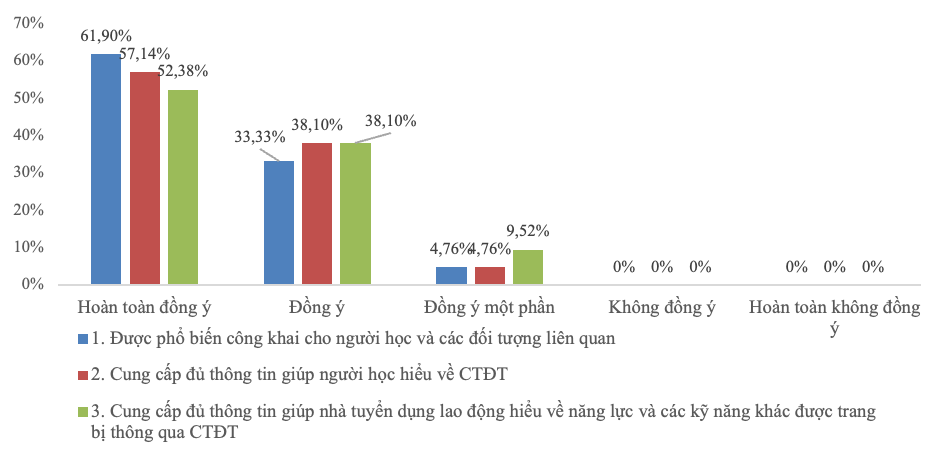 70%
60%
50%
40%
30%
20%
10%
0%
61,90%
57,14%
52,38%
33,33%
38,10%
38,10%
4,76%
4,76%
9,52%
0% 0% 0%
0% 0% 0%
Hoàn toàn đồng ý
Đồng ý
Đồng ý một phần
Không đồng ý
Hoàn toàn không đồng
ý
1. Được phổ biến công khai cho người học và các đối tượng liên quan
2. Cung cấp đủ thông tin giúp người học hiểu về CTĐT
3. Cung cấp đủ thông tin giúp nhà tuyển dụng lao động hiểu về năng lực và các kỹ năng khác được trang
bị thông qua CTĐT